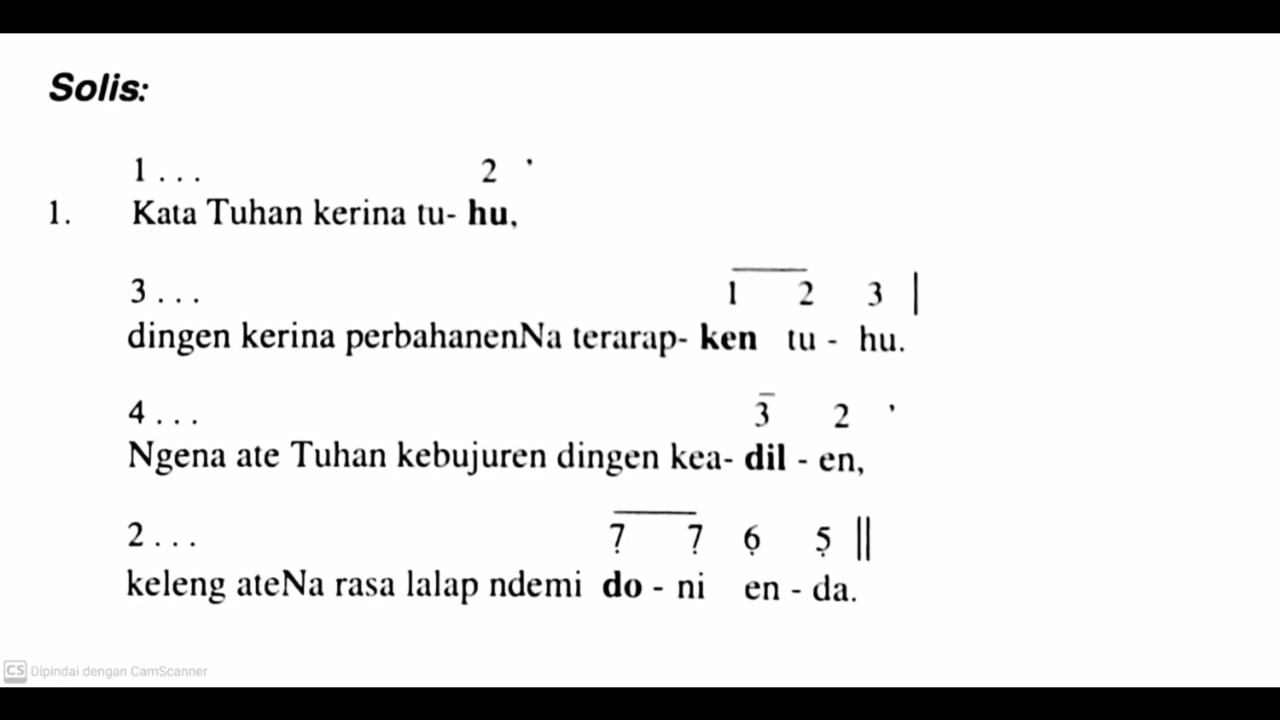 Solis:
1 . . . 2 '
1. Kata Tuhan kerina tu- hu,
3 . . . 1 2 3 |
dingen kerina perbahanenNa terarap- ken tu - hu.
4 . . . 3 2 '
Ngena ate Tuhan kebujuren dingen kea- dil - en,
2 . . . 7̣ 7̣ 6̣ 5̣ ||
keleng ateNa rasa lalap ndemi do - ni en - da.
CS Dipindai dengan CamScanner